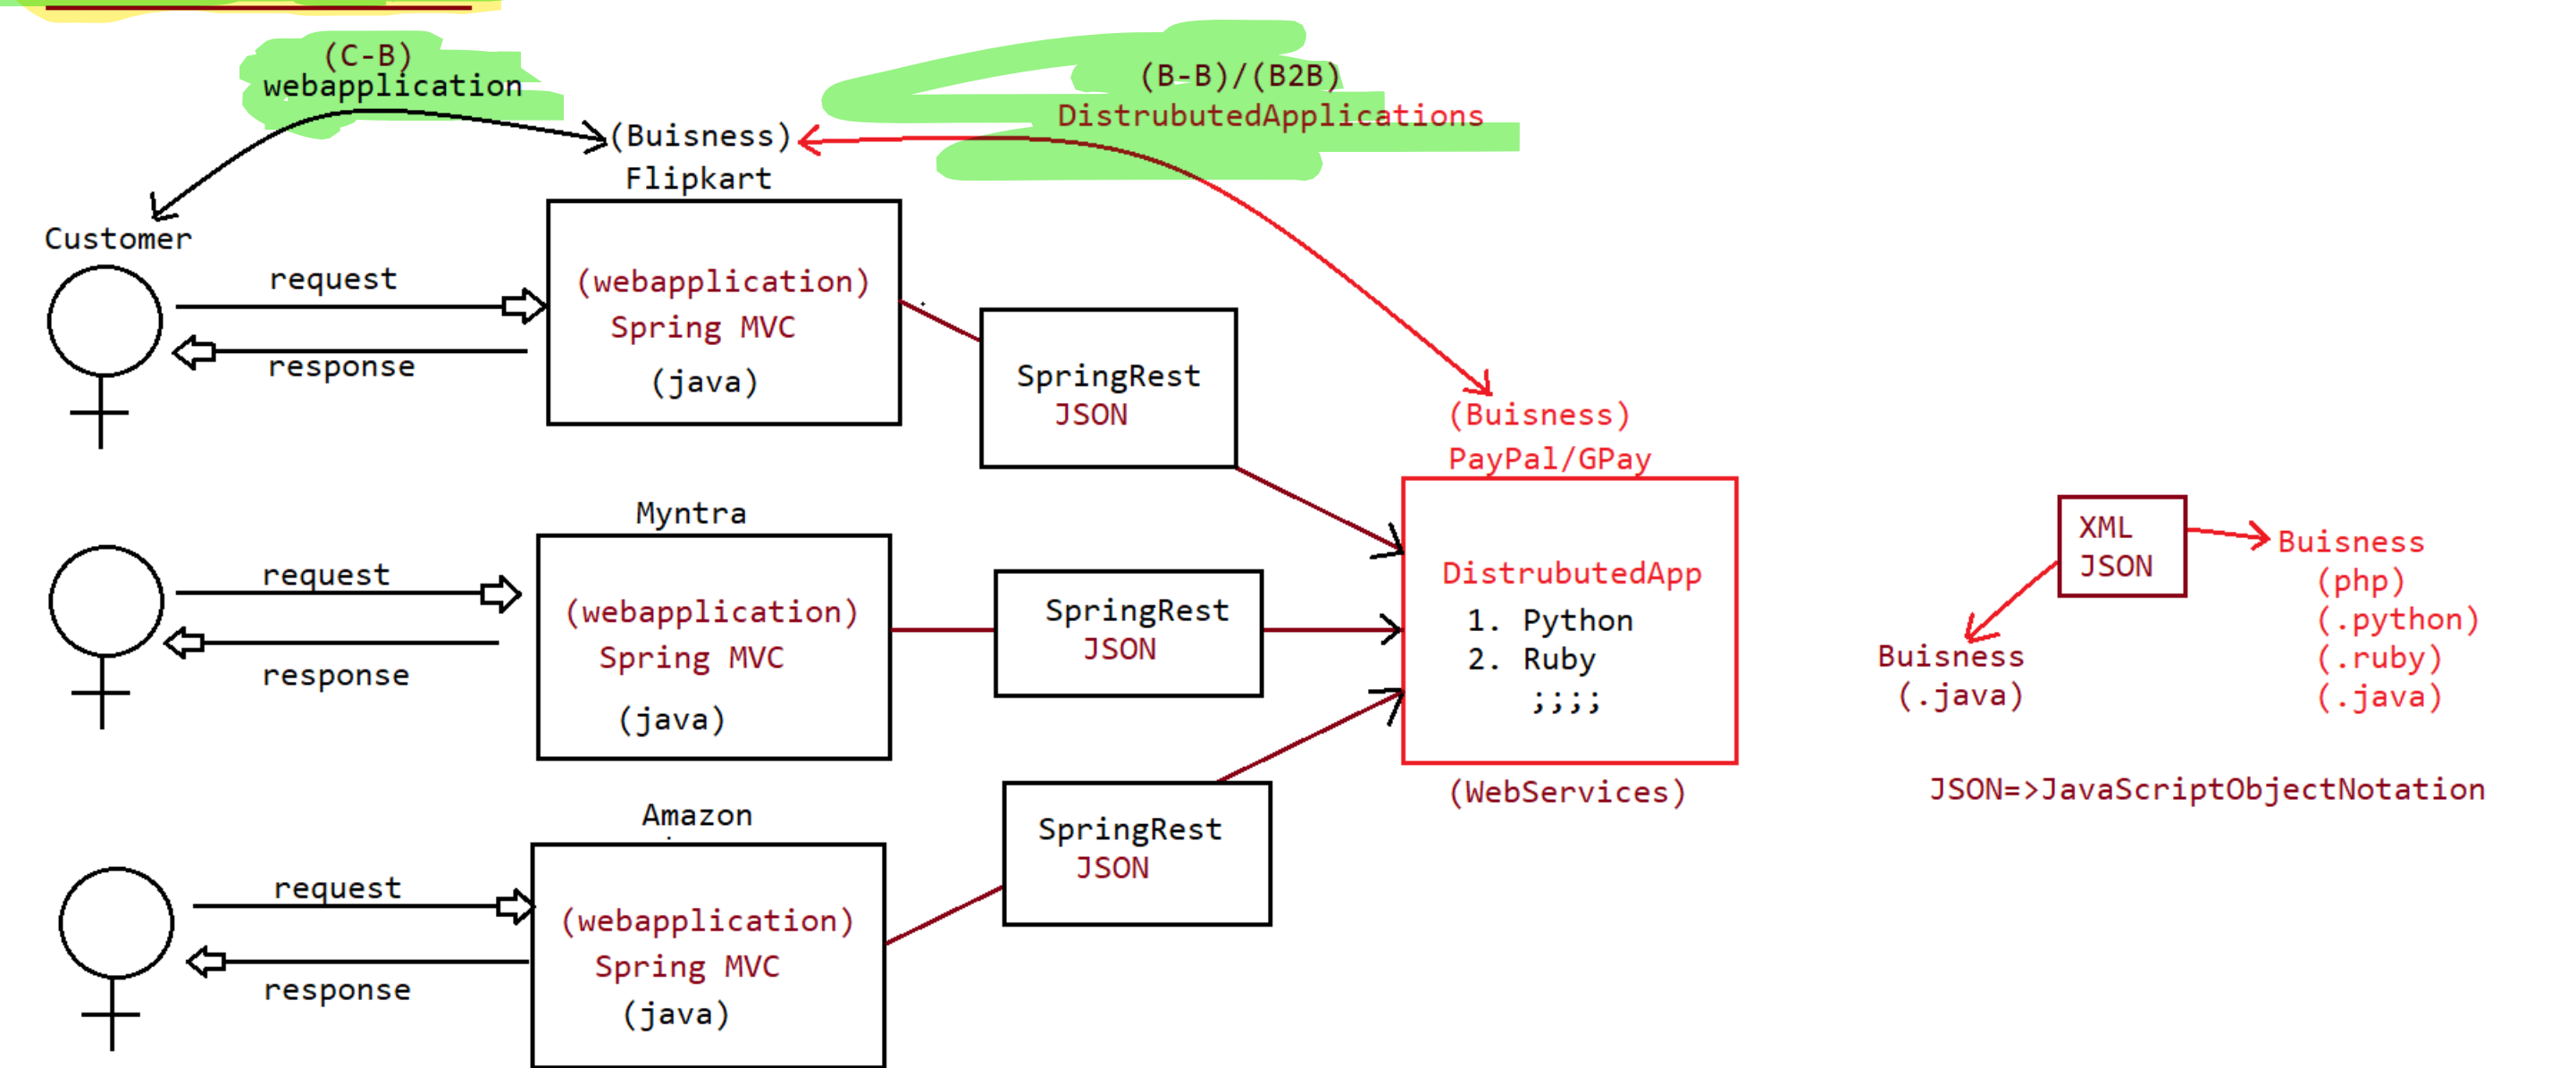 (C-B)
webapplication
(B-B)/(B2B)
DistrubutedApplications
(Buisness)
Flipkart
Customer
request
response
(webapplication)
Spring MVC
(java)
SpringRest
JSON
(Buisness)
PayPal/GPay
Myntra
request
response
(webapplication)
Spring MVC
(java)
SpringRest
JSON
DistrubutedApp
1. Python
2. Ruby
;;;;
(WebServices)
Amazon
request
response
(webapplication)
Spring MVC
(java)
SpringRest
JSON
XML
JSON
Buisness
(.java)
Buisness
(php)
(.python)
(.ruby)
(.java)
JSON=>JavaScriptObjectNotation